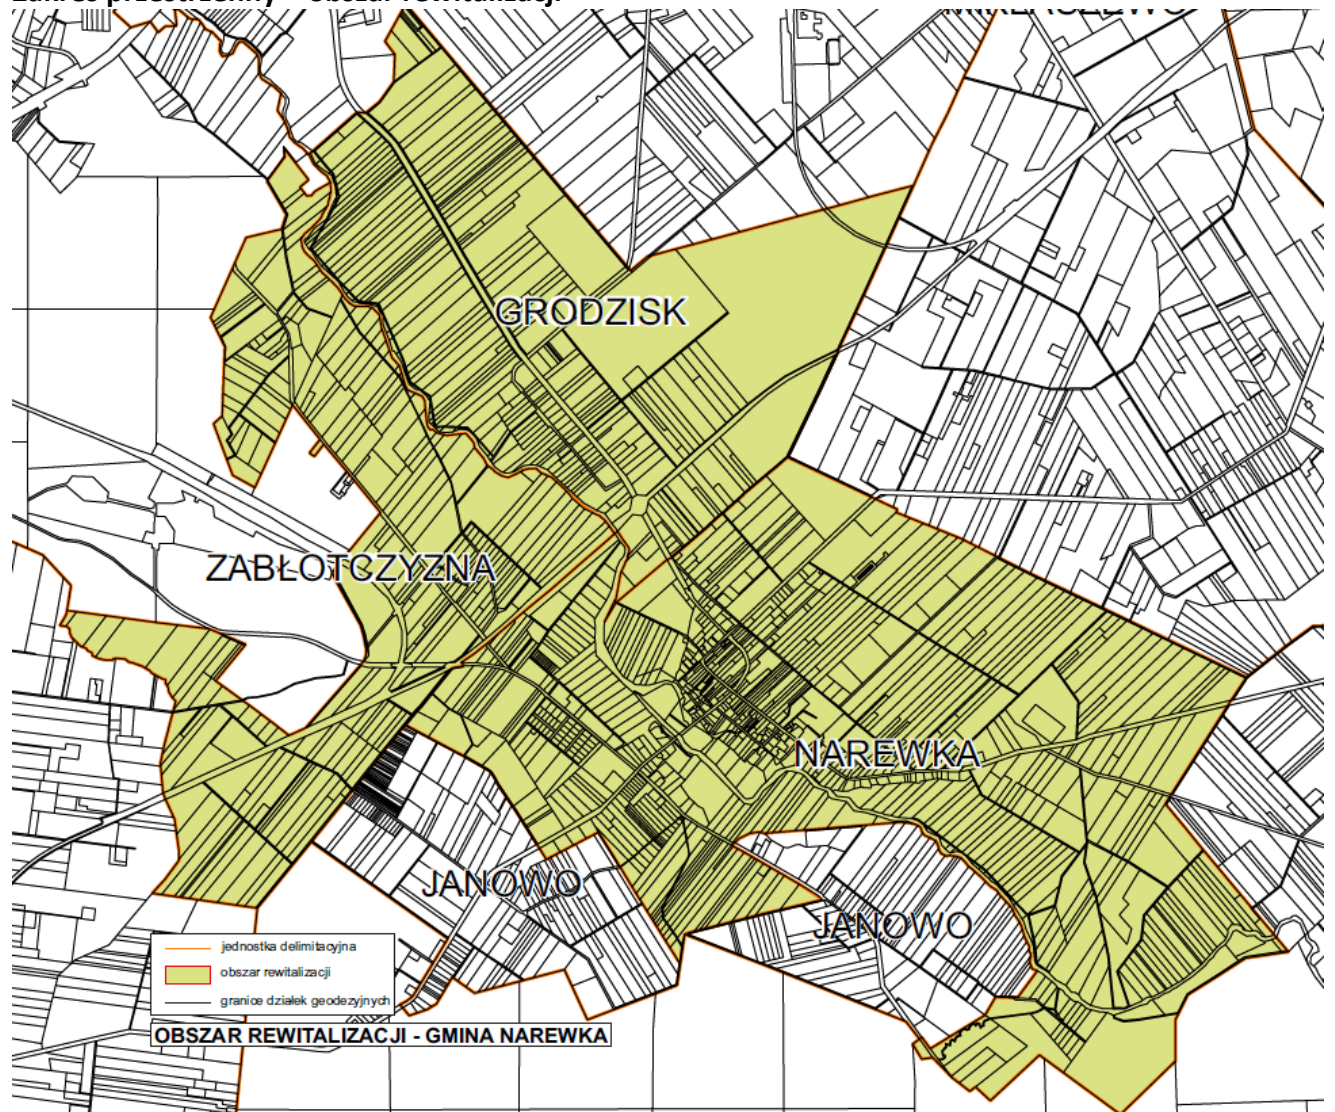 GRODZISK
ZABŁOTCZYZNA
NAREWKA
JANOWO
JANOWO
jednostka delimitacyjna
obszar rewitalizacji
granice działek geodezyjnych
OBSZAR REWITALIZACJI - GMINA NAREWKA